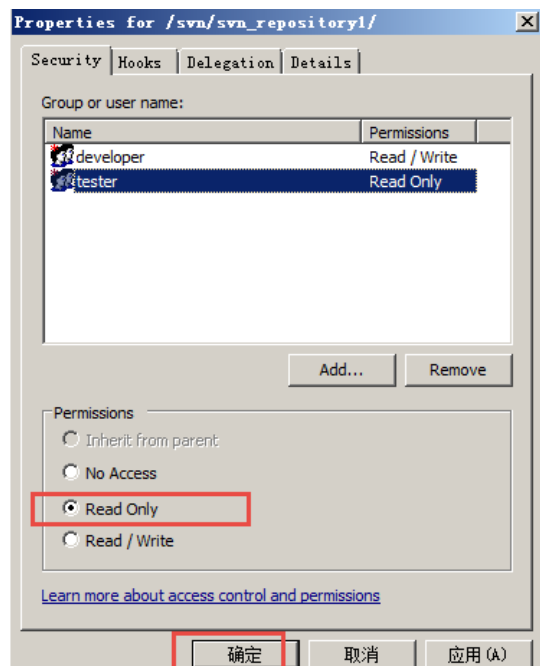 Properties for /svn/svn_repository1/
Security Hooks Delegation Details
Group or user name:
Name Permissions
developer Read / Write
tester Read Only
Add... Remove
Permissions
Inherit from parent
No Access
Read Only
Read / Write
Learn more about access control and permissions
确定 取消 应用(A)